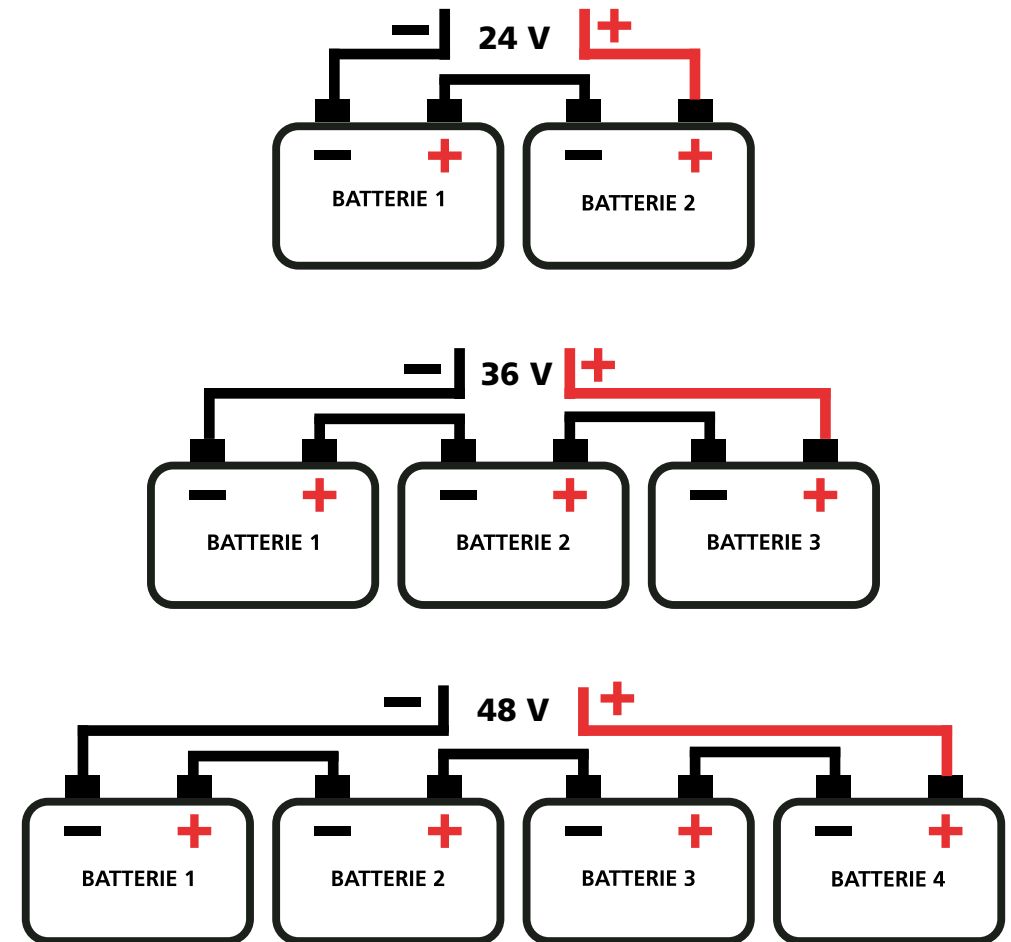 − 24 V +
− + − +
BATTERIE 1 BATTERIE 2
− 36 V +
− + − + − +
BATTERIE 1 BATTERIE 2 BATTERIE 3
− 48 V +
− + − + − + − +
BATTERIE 1 BATTERIE 2 BATTERIE 3 BATTERIE 4